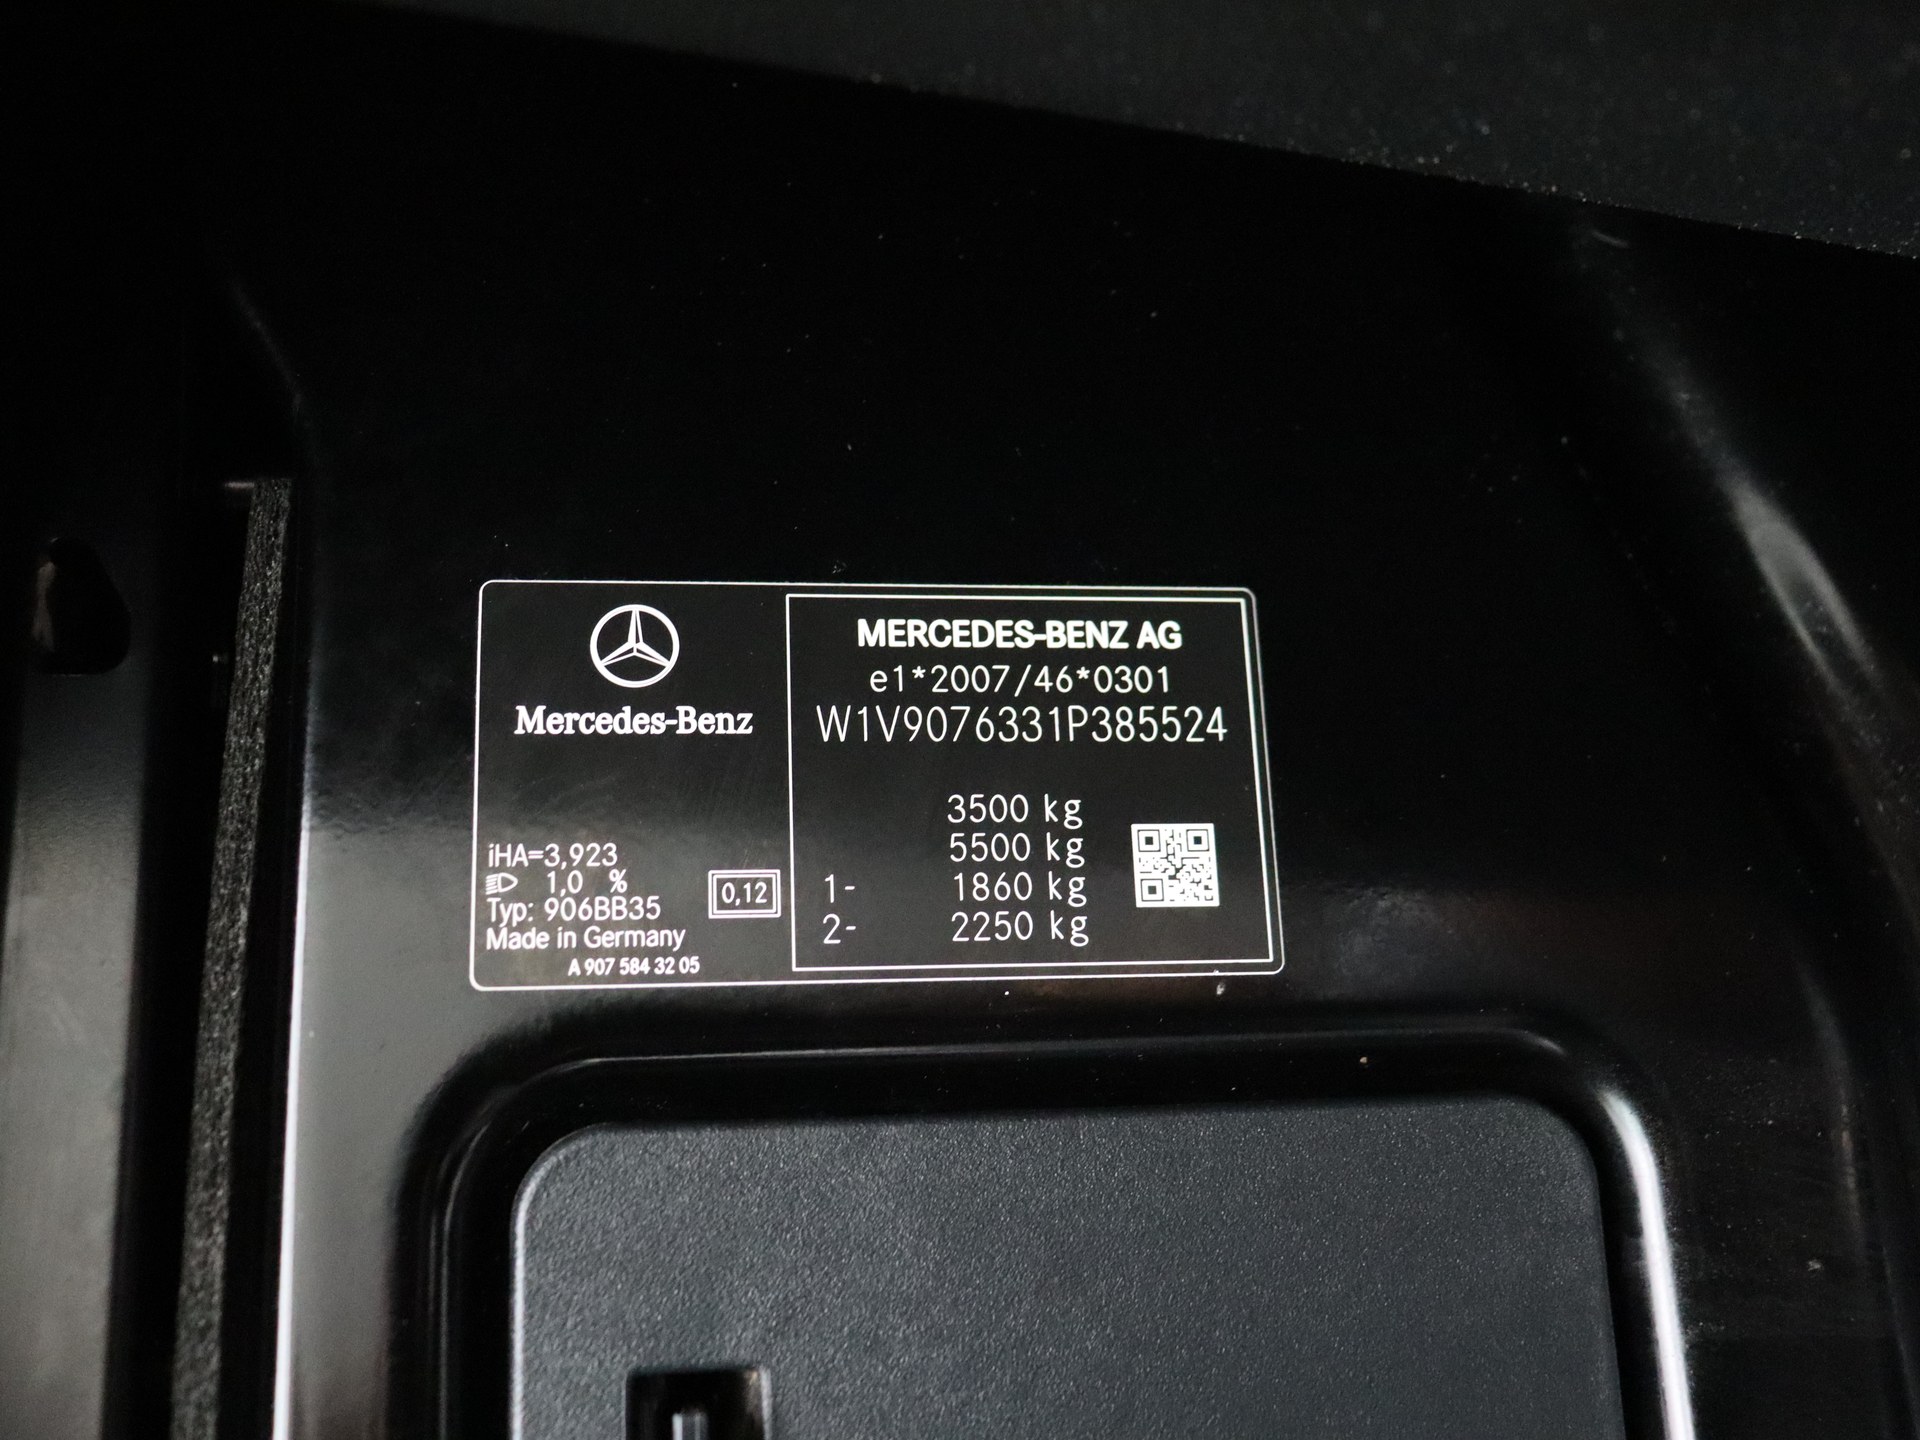 Mercedes-Benz
iHA=3,923
1,0 %
Typ: 906BB35
Made in Germany
A 907 584 32 05
0,12
MERCEDES-BENZ AG
e1*2007/46*0301
W1V9076331P385524
3500 kg
5500 kg
1- 1860 kg
2- 2250 kg